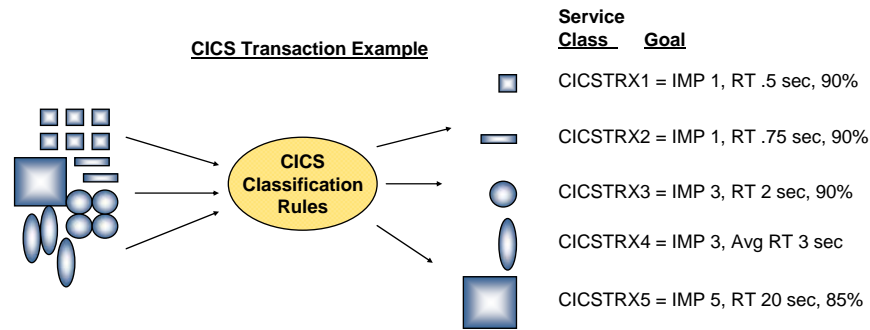 Service
CICS Transaction Example
Class Goal
CICSTRX1 = IMP 1, RT .5 sec, 90%
CICSTRX2 = IMP 1, RT .75 sec, 90%
CICS
Classification
Rules
CICSTRX3 = IMP 3, RT 2 sec, 90%
CICSTRX4 = IMP 3, Avg RT 3 sec
CICSTRX5 = IMP 5, RT 20 sec, 85%